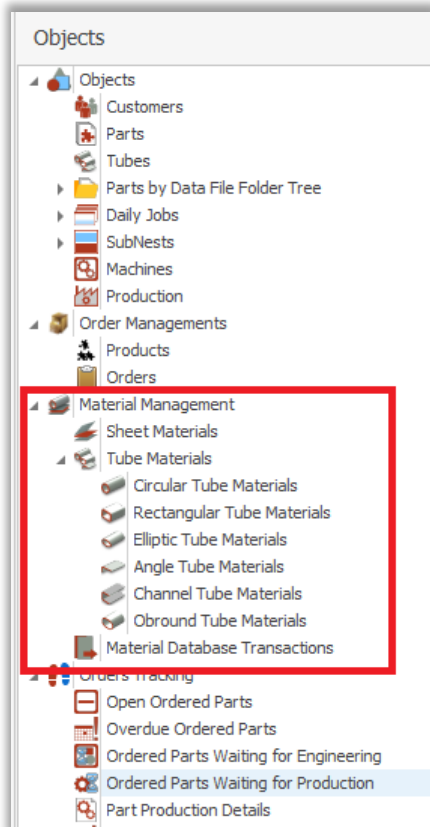 Objects
Objects
Customers
Parts
Tubes
Parts by Data File Folder Tree
Daily Jobs
SubNests
Machines
Production
Order Managements
Products
Orders
Material Management
Sheet Materials
Tube Materials
Circular Tube Materials
Rectangular Tube Materials
Elliptic Tube Materials
Angle Tube Materials
Channel Tube Materials
Obround Tube Materials
Material Database Transactions
Orders Tracking
Open Ordered Parts
Overdue Ordered Parts
Ordered Parts Waiting for Engineering
Ordered Parts Waiting for Production
Part Production Details